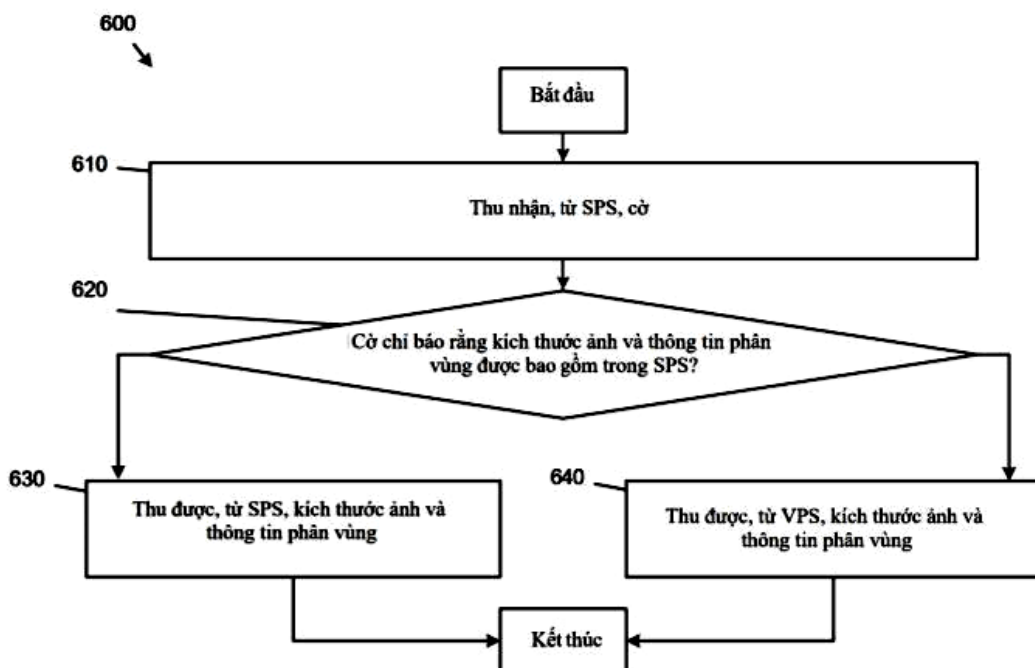 600
Bắt đầu
610
Thu nhận, từ SPS, cờ
620
Cờ chỉ báo rằng kích thước ảnh và thông tin phân
vùng được bao gồm trong SPS?
630
Thu được, từ SPS, kích thước ảnh và
thông tin phân vùng
640
Thu được, từ VPS, kích thước ảnh và
thông tin phân vùng
Kết thúc